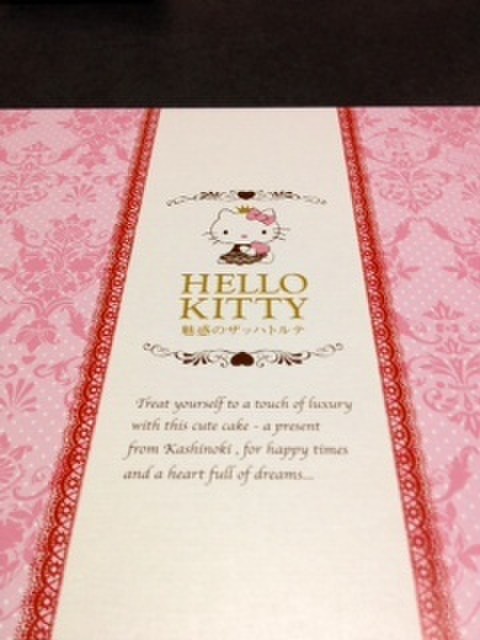 HELLO
KITTY
魅惑のザッハトルテ
Treat yourself to a touch of luxury
with this cute cake - a present
from Kashinoki , for happy times
and a heart full of dreams...